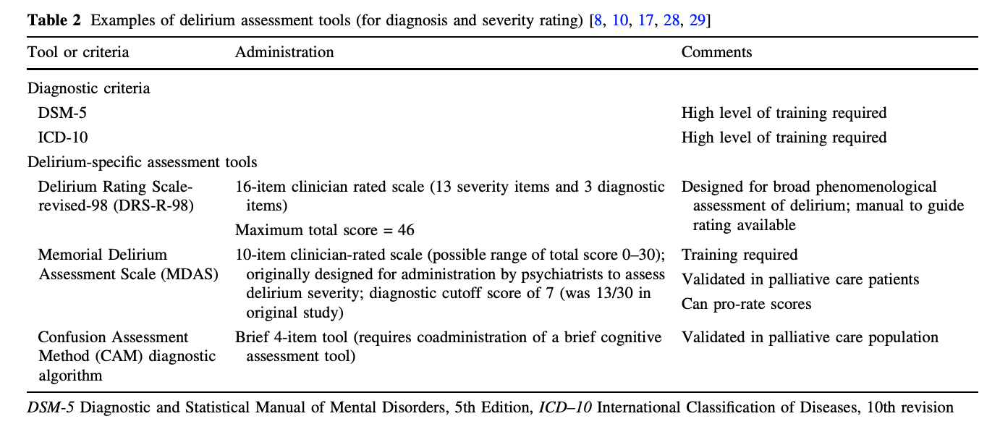 Table 2 Examples of delirium assessment tools (for diagnosis and severity rating) [8, 10, 17, 28, 29]
Tool or criteria Administration Comments
Diagnostic criteria
DSM-5 High level of training required
ICD-10 High level of training required
Delirium-specific assessment tools
Delirium Rating Scale-
revised-98 (DRS-R-98)
16-item clinician rated scale (13 severity items and 3 diagnostic
items)
Maximum total score = 46
Designed for broad phenomenological
assessment of delirium; manual to guide
rating available
Memorial Delirium
Assessment Scale (MDAS)
10-item clinician-rated scale (possible range of total score 0–30);
originally designed for administration by psychiatrists to assess
delirium severity; diagnostic cutoff score of 7 (was 13/30 in
original study)
Training required
Validated in palliative care patients
Can pro-rate scores
Confusion Assessment
Method (CAM) diagnostic
algorithm
Brief 4-item tool (requires coadministration of a brief cognitive
assessment tool)
Validated in palliative care population
DSM-5 Diagnostic and Statistical Manual of Mental Disorders, 5th Edition, ICD–10 International Classification of Diseases, 10th revision